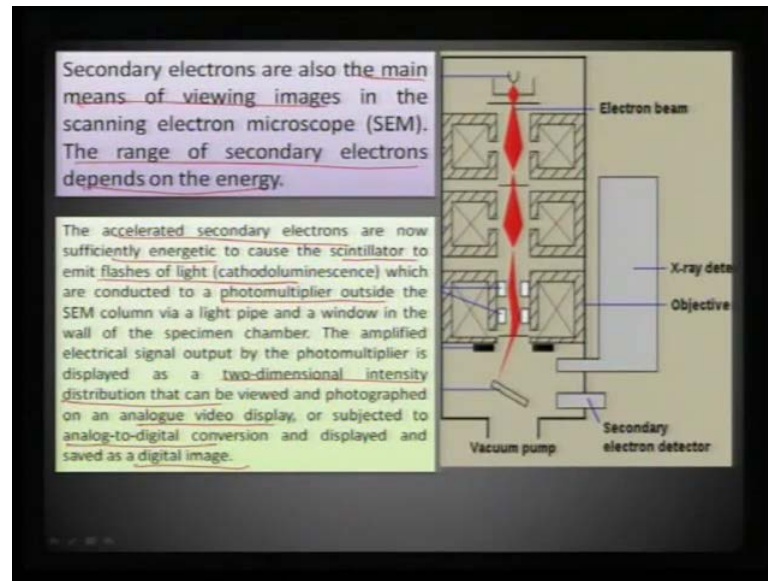 Secondary electrons are also the main
means of viewing images in the
scanning electron microscope (SEM).
The range of secondary electrons
depends on the energy.
The accelerated secondary electrons are now
sufficiently energetic to cause the scintillator to
emit flashes of light (cathodoluminescence) which
are conducted to a photomultiplier outside the
SEM column via a light pipe and a window in the
wall of the specimen chamber. The amplified
electrical signal output by the photomultiplier is
displayed as a two-dimensional intensity
distribution that can be viewed and photographed
on an analogue video display, or subjected to
analog-to-digital conversion and displayed and
saved as a digital image.
Electron beam
X-ray dete
Objective
Secondary
electron detector
Vacuum pump